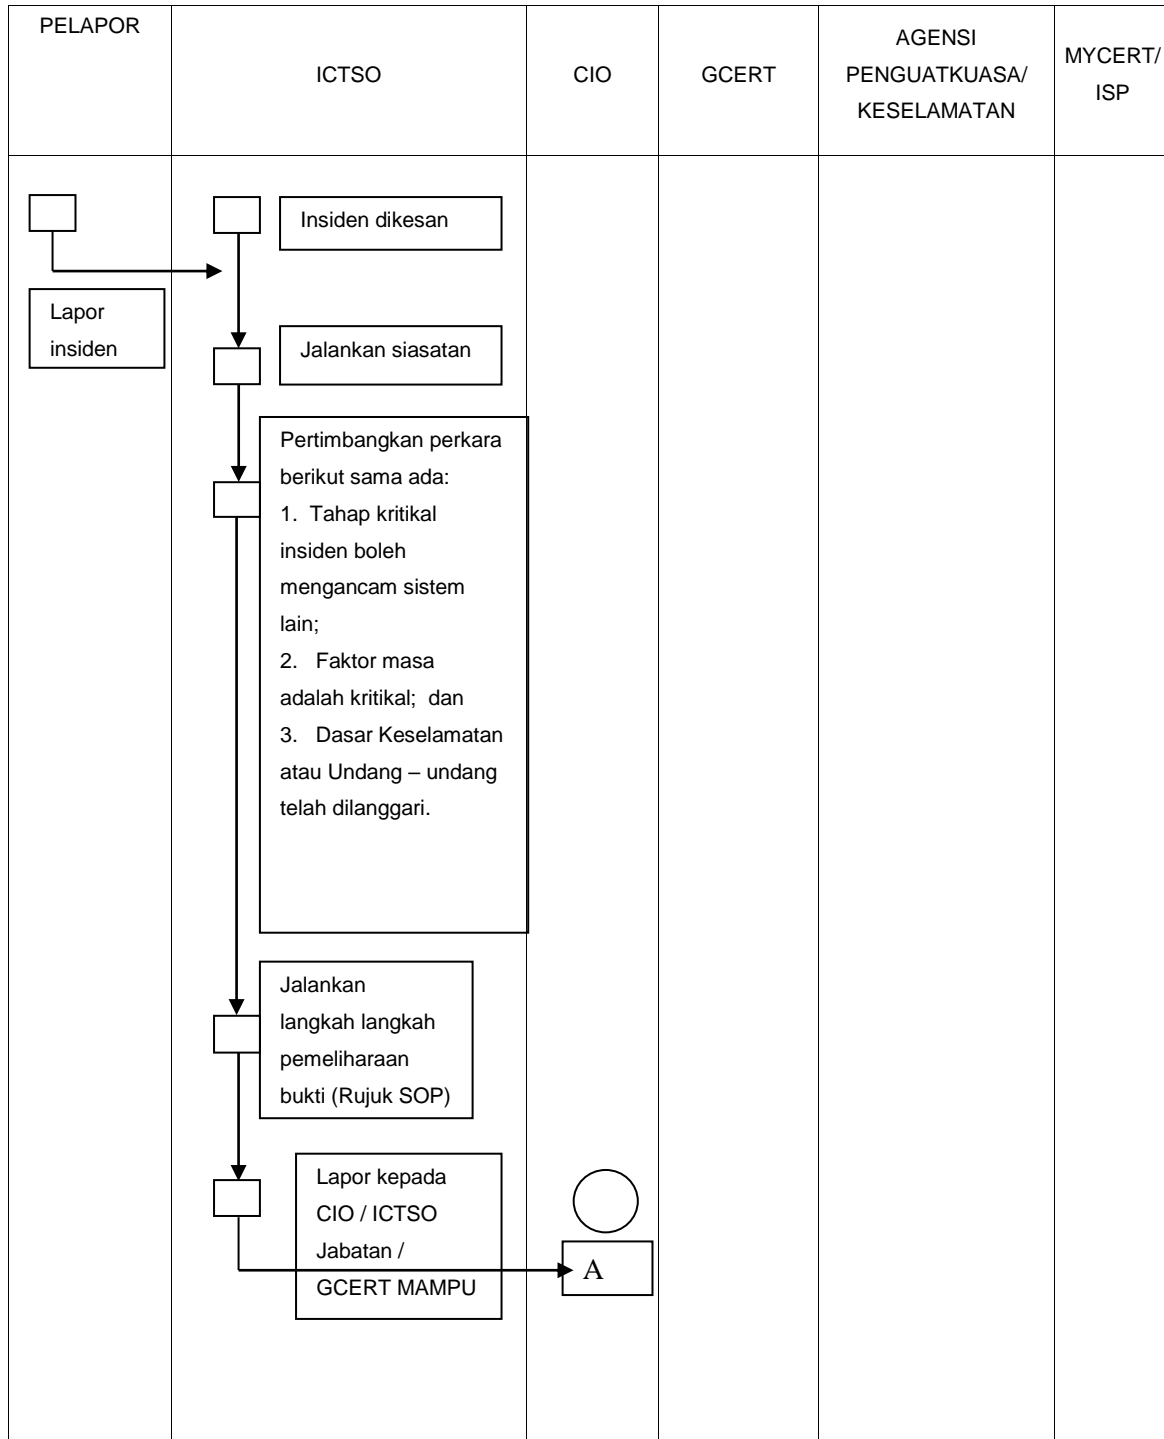 PELAPOR
ICTSO
CIO
GCERT
AGENSI
PENGUATKUASA/
KESELAMATAN
MYCERT/
ISP
Lapor
insiden
Insiden dikesan
Jalankan siasatan
Pertimbangkan perkara
berikut sama ada:
1. Tahap kritikal
insiden boleh
mengancam sistem
lain;
2. Faktor masa
adalah kritikal; dan
3. Dasar Keselamatan
atau Undang – undang
telah dilanggari.
Jalankan
langkah langkah
pemeliharaan
bukti (Rujuk SOP)
Lapor kepada
CIO / ICTSO
Jabatan /
GCERT MAMPU
A